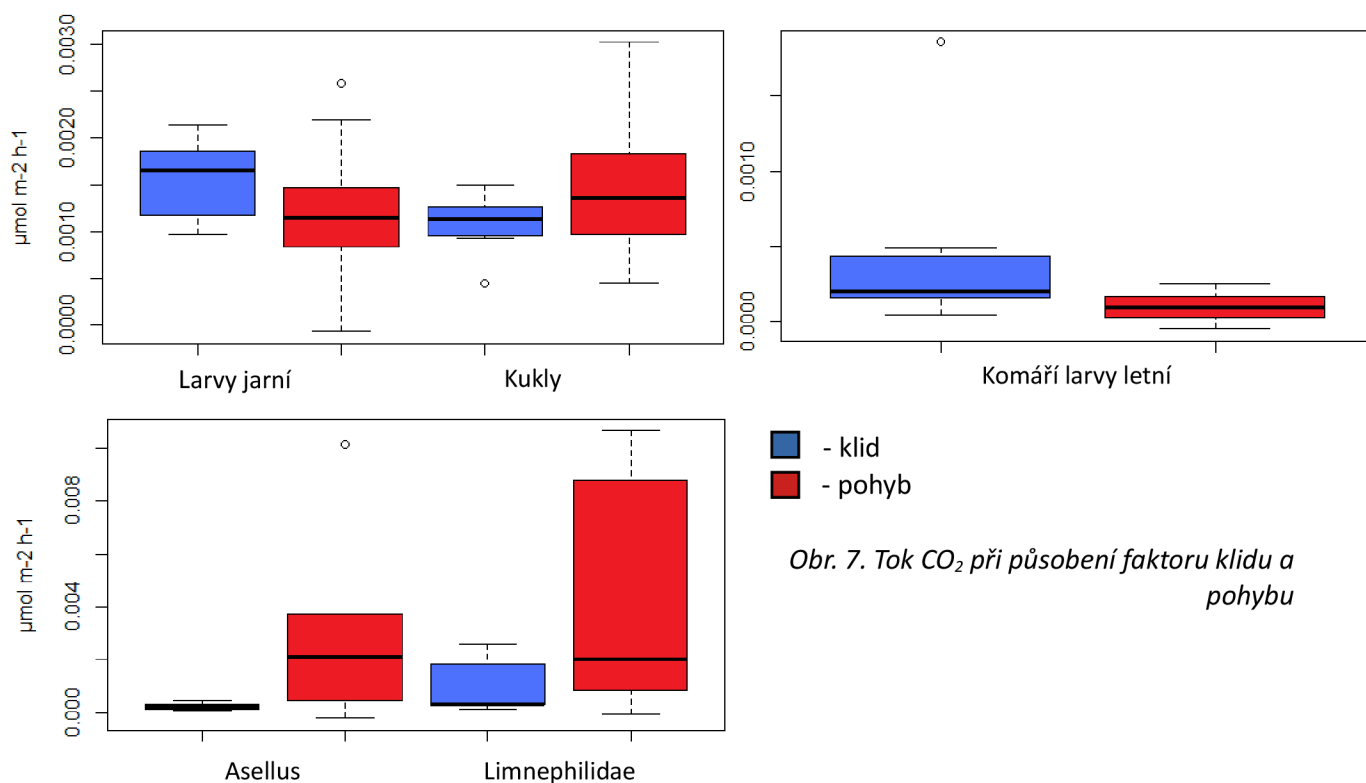 µmol m-2 h-1
0.0030
0.0020
0.0010
0.0000
Larvy jarní
Kukly
0.0010
0.0000
Komáří larvy letní
µmol m-2 h-1
0.008
0.004
0.000
Asellus
Limnephilidae
- klid
- pohyb
Obr. 7. Tok CO₂ při působení faktoru klidu a
pohybu